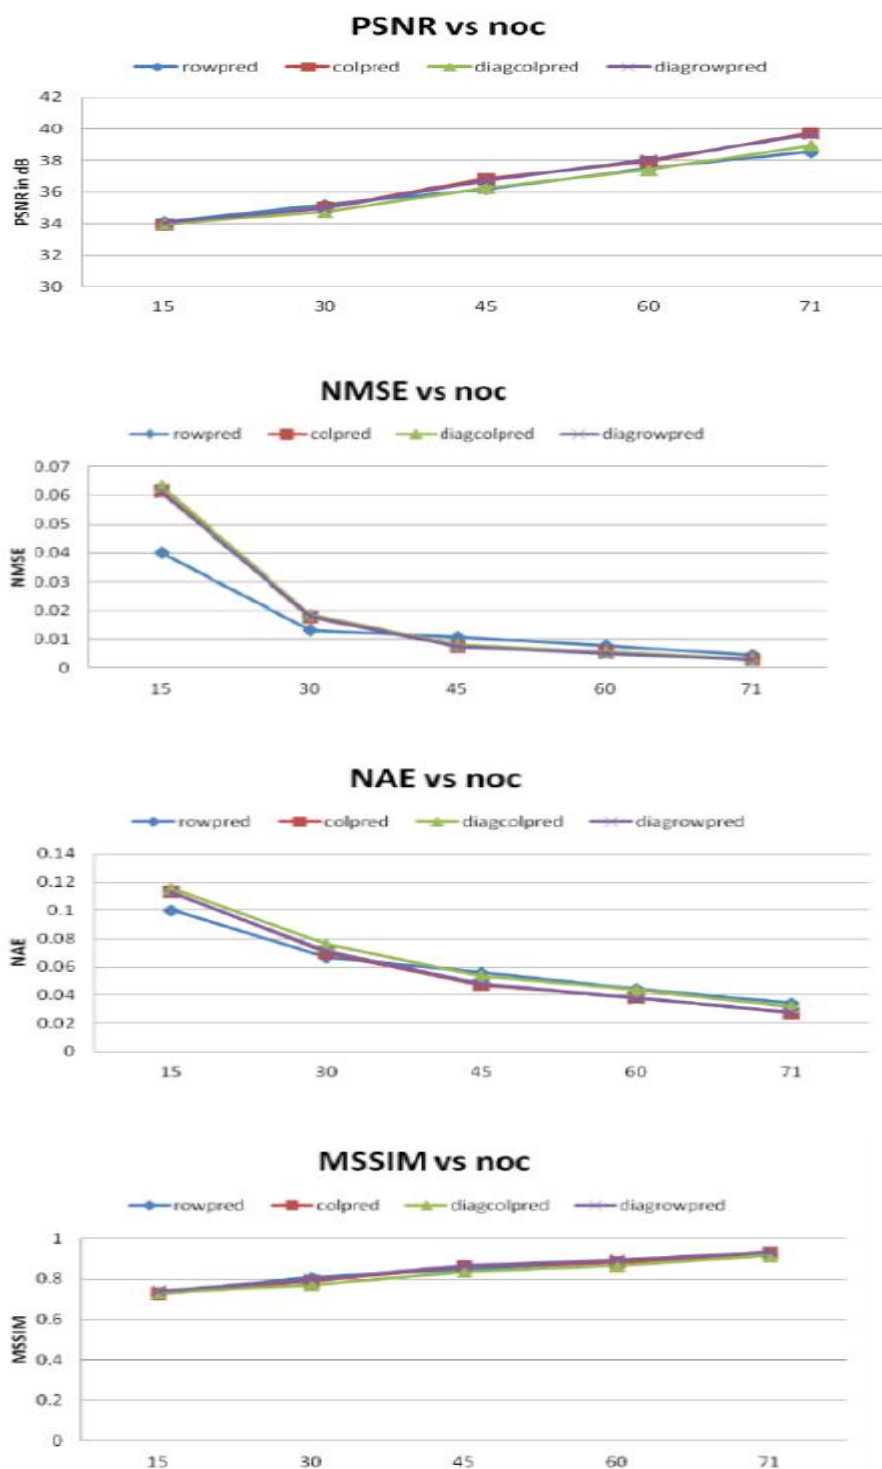 PSNR vs noc
rowpred colpred diagcolpred diagrowpred
42
40
38
36
34
32
30
PSNR in dB
15 30 45 60 71
NMSE vs noc
rowpred colpred diagcolpred diagrowpred
0.07
0.06
0.05
0.04
0.03
0.02
0.01
0
NMSE
15 30 45 60 71
NAE vs noc
rowpred colpred diagcolpred diagrowpred
0.14
0.12
0.1
0.08
0.06
0.04
0.02
0
NAE
15 30 45 60 71
MSSIM vs noc
rowpred colpred diagcolpred diagrowpred
1
0.8
0.6
0.4
0.2
0
MSSIM
15 30 45 60 71